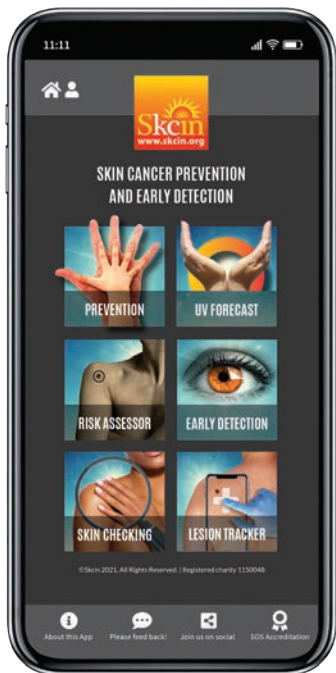 11:11
Skcin
www.skcin.org
SKIN CANCER PREVENTION
AND EARLY DETECTION
PREVENTION
UV FORECAST
RISK ASSESSOR
EARLY DETECTION
SKIN CHECKING
LESION TRACKER
©Skcin 2021. All Rights Reserved. | Registered charity 1150048
About this App
Please feed back!
Join us on social
SOS Accreditation